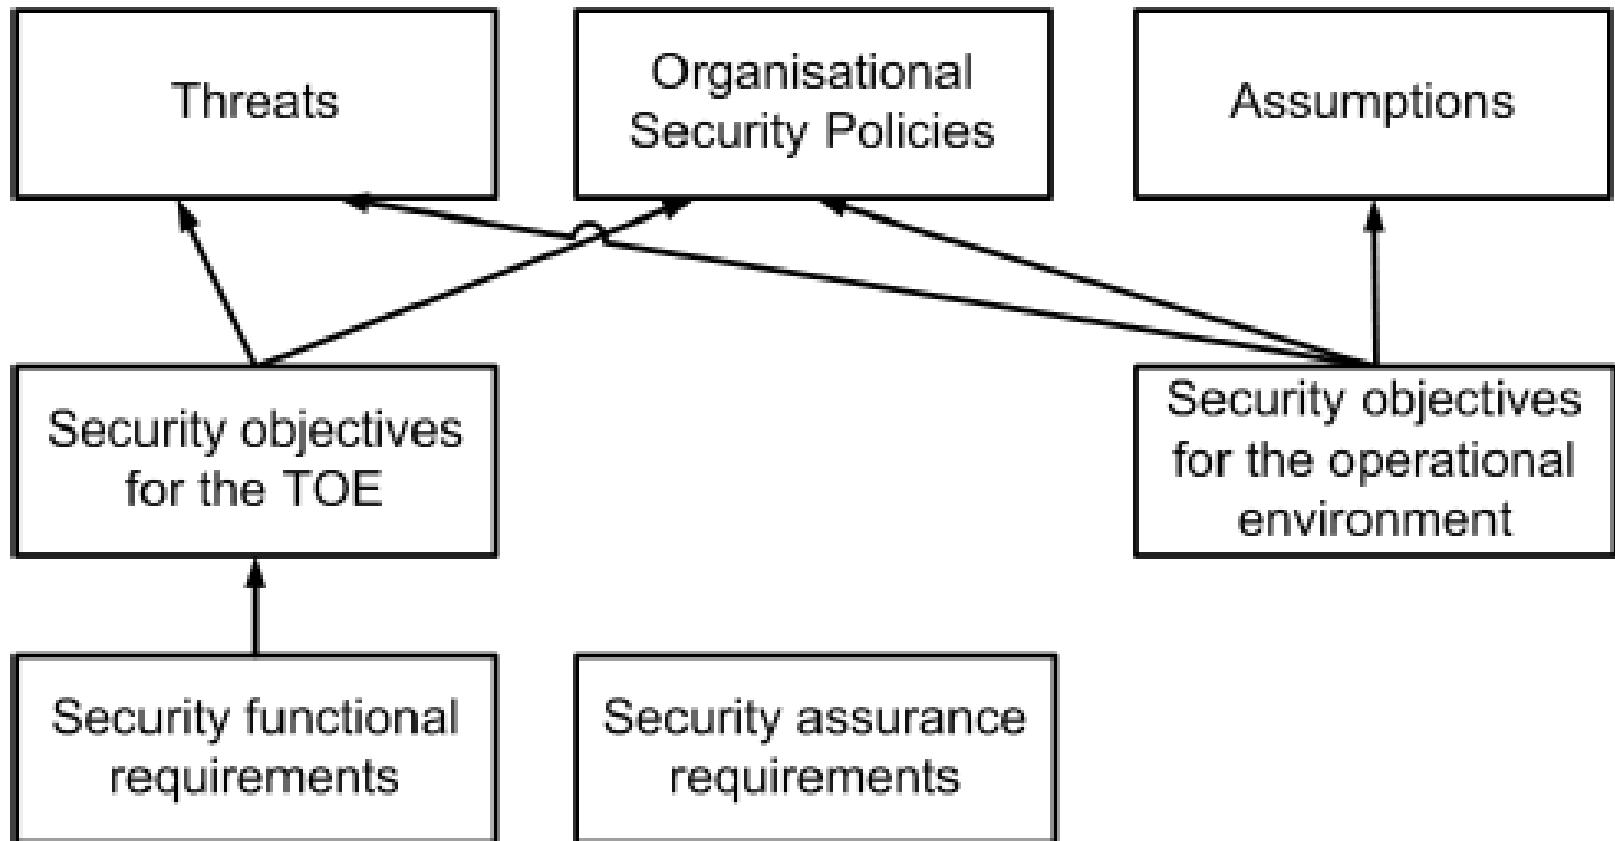 Threats
Organisational
Security Policies
Assumptions
Security objectives
for the TOE
Security objectives
for the operational
environment
Security functional
requirements
Security assurance
requirements